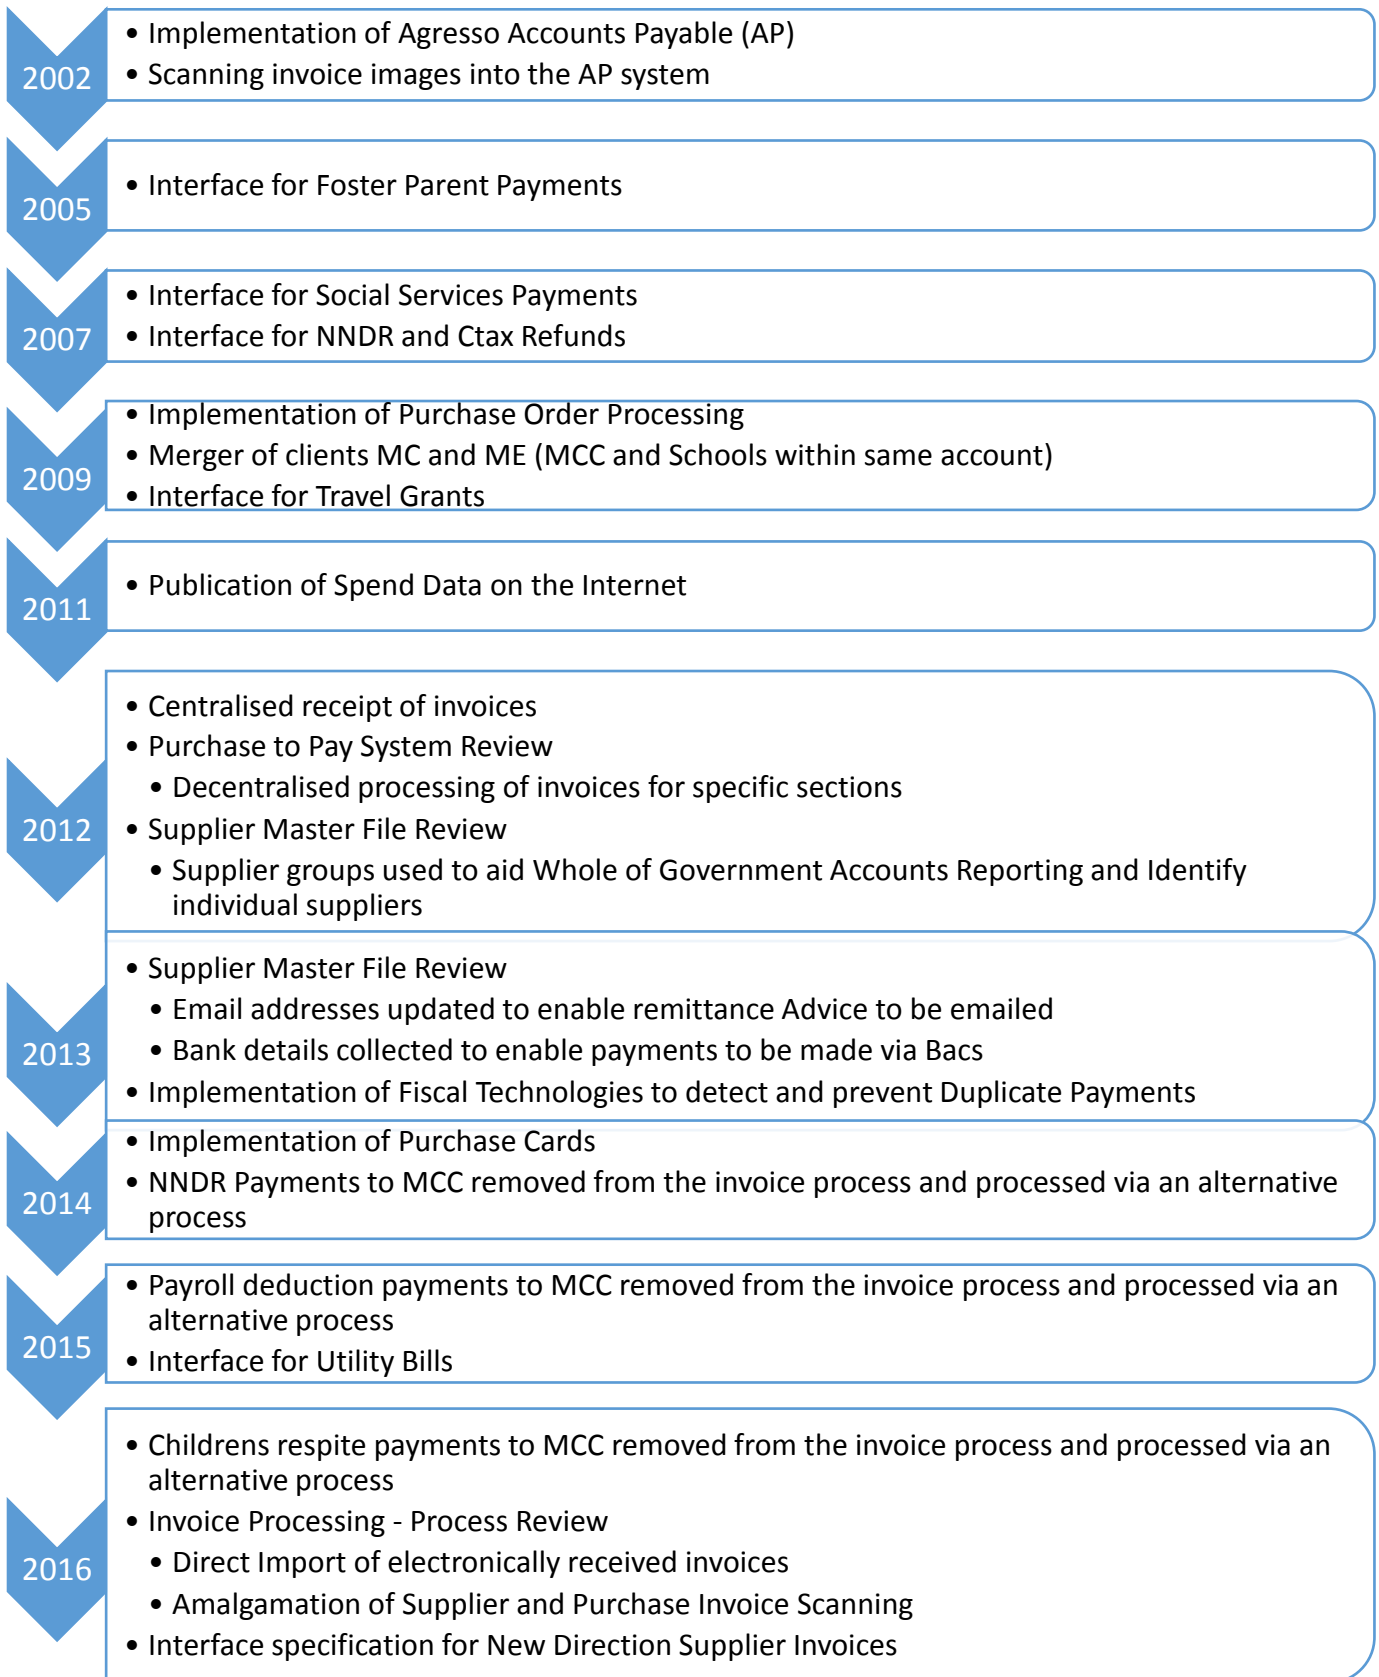 2002
• Implementation of Agresso Accounts Payable (AP)
• Scanning invoice images into the AP system
2005
• Interface for Foster Parent Payments
2007
• Interface for Social Services Payments
• Interface for NNDR and Ctax Refunds
2009
• Implementation of Purchase Order Processing
• Merger of clients MC and ME (MCC and Schools within same account)
• Interface for Travel Grants
2011
• Publication of Spend Data on the Internet
2012
• Centralised receipt of invoices
• Purchase to Pay System Review
• Decentralised processing of invoices for specific sections
• Supplier Master File Review
• Supplier groups used to aid Whole of Government Accounts Reporting and Identify
individual suppliers
2013
• Supplier Master File Review
• Email addresses updated to enable remittance Advice to be emailed
• Bank details collected to enable payments to be made via Bacs
• Implementation of Fiscal Technologies to detect and prevent Duplicate Payments
2014
• Implementation of Purchase Cards
• NNDR Payments to MCC removed from the invoice process and processed via an alternative
process
2015
• Payroll deduction payments to MCC removed from the invoice process and processed via an
alternative process
• Interface for Utility Bills
2016
• Childrens respite payments to MCC removed from the invoice process and processed via an
alternative process
• Invoice Processing - Process Review
• Direct Import of electronically received invoices
• Amalgamation of Supplier and Purchase Invoice Scanning
• Interface specification for New Direction Supplier Invoices